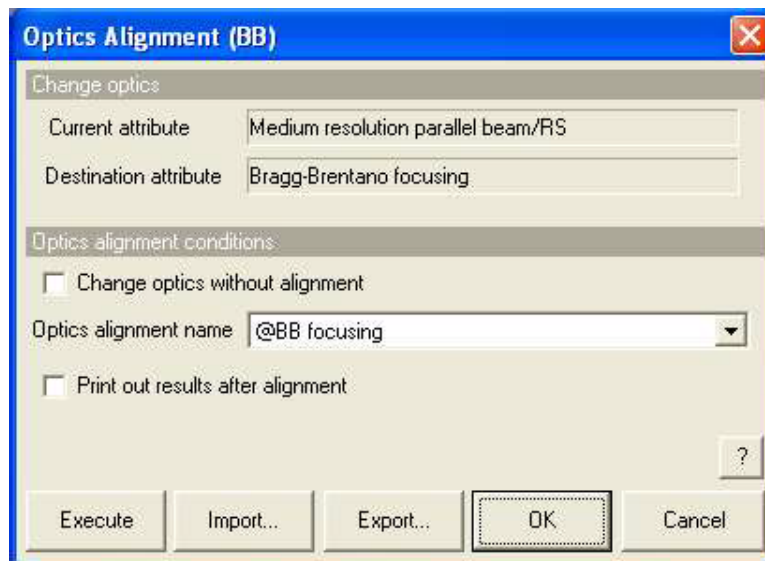 Optics Alignment (BB)
Change optics
Current attribute Medium resolution parallel beam/RS
Destination attribute Bragg-Brentano focusing
Optics alignment conditions
Change optics without alignment
Optics alignment name @BB focusing
Print out results after alignment
?
Execute Import... Export... OK Cancel